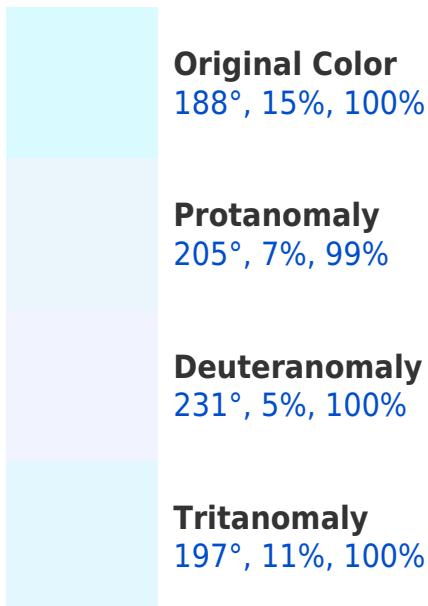 Original Color
188°, 15%, 100%
Protanomaly
205°, 7%, 99%
Deuteranomaly
231°, 5%, 100%
Tritanomaly
197°, 11%, 100%